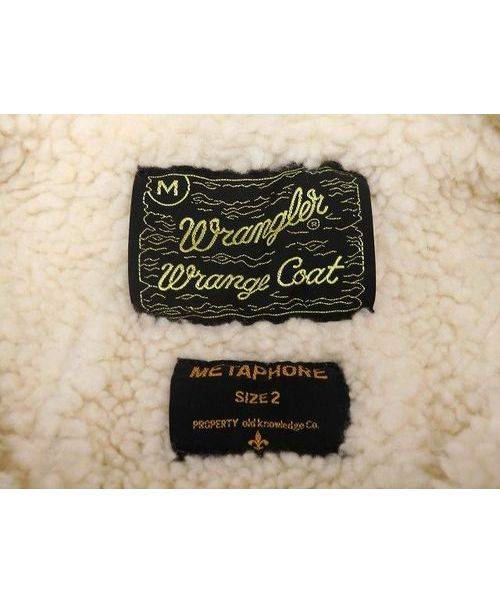 M
Wrangler®
Wrange Coat
METAPHORE
SIZE 2
PROPERTY old knowledge Co.